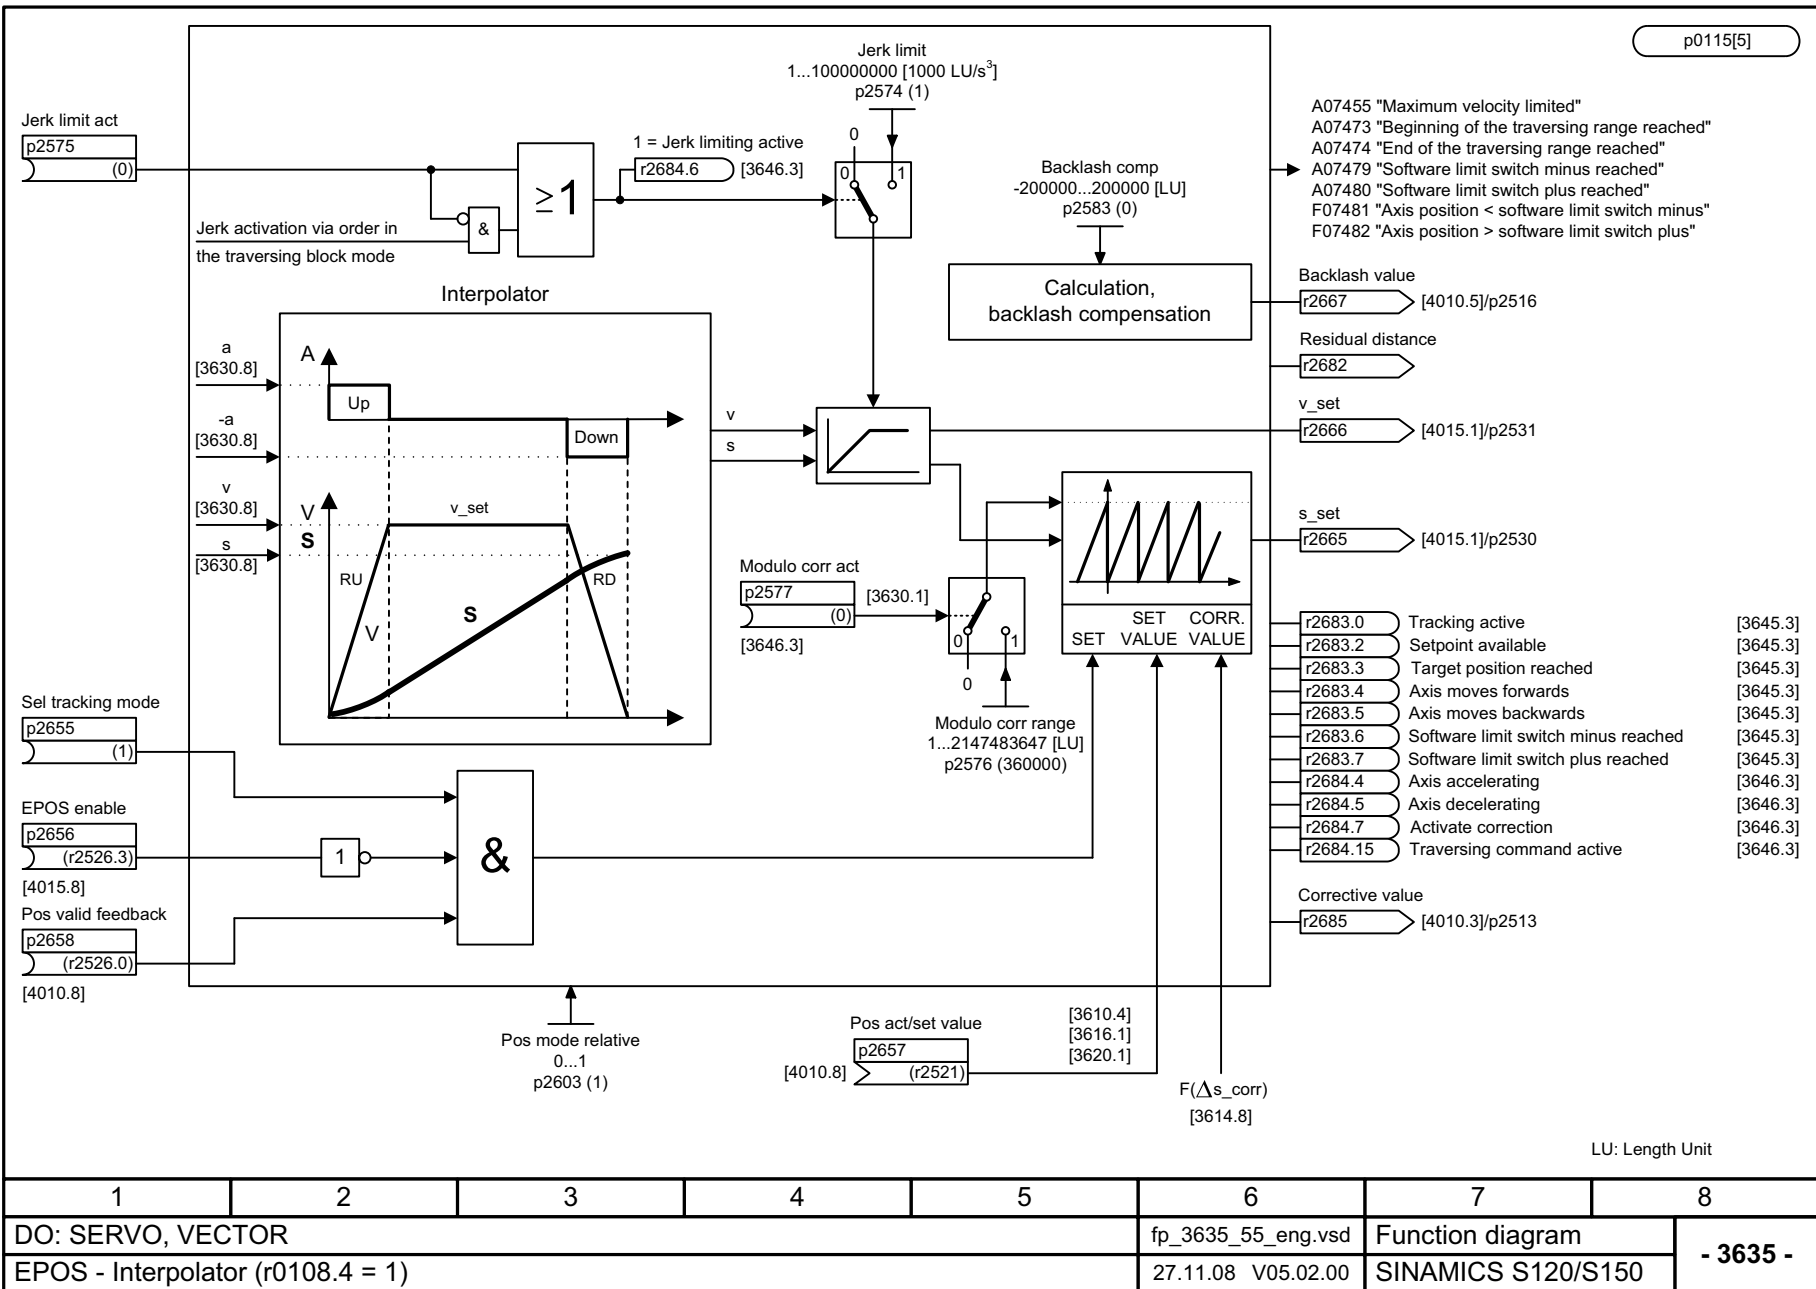 p0115[5]
Jerk limit
1...100000000 [1000 LU/s³]
p2574 (1)
Jerk limit act
p2575
(0)
Jerk activation via order in
the traversing block mode
&
≥1
1 = Jerk limiting active
r2684.6
[3646.3]
0
0
1
Backlash comp
-200000...200000 [LU]
p2583 (0)
Calculation,
backlash compensation
A07455 "Maximum velocity limited"
A07473 "Beginning of the traversing range reached"
A07474 "End of the traversing range reached"
A07479 "Software limit switch minus reached"
A07480 "Software limit switch plus reached"
F07481 "Axis position < software limit switch minus"
F07482 "Axis position > software limit switch plus"
Backlash value
r2667
[4010.5]/p2516
Residual distance
r2682
v_set
r2666
[4015.1]/p2531
s_set
r2665
[4015.1]/p2530
Interpolator
a
[3630.8]
-a
[3630.8]
v
[3630.8]
s
[3630.8]
A
Up
Down
V
S
v_set
RU
V
S
RD
v
s
Modulo corr act
p2577
(0)
[3646.3]
[3630.1]
0
1
0
Modulo corr range
1...2147483647 [LU]
p2576 (360000)
SET
SET
VALUE
CORR.
VALUE
r2683.0 Tracking active [3645.3]
r2683.2 Setpoint available [3645.3]
r2683.3 Target position reached [3645.3]
r2683.4 Axis moves forwards [3645.3]
r2683.5 Axis moves backwards [3645.3]
r2683.6 Software limit switch minus reached [3645.3]
r2683.7 Software limit switch plus reached [3645.3]
r2684.4 Axis accelerating [3646.3]
r2684.5 Axis decelerating [3646.3]
r2684.7 Activate correction [3646.3]
r2684.15 Traversing command active [3646.3]
Corrective value
r2685
[4010.3]/p2513
Sel tracking mode
p2655
(1)
EPOS enable
p2656
(r2526.3)
[4015.8]
Pos valid feedback
p2658
(r2526.0)
[4010.8]
1
&
Pos mode relative
0...1
p2603 (1)
Pos act/set value
p2657
(r2521)
[4010.8]
[3610.4]
[3616.1]
[3620.1]
F(Δs_corr)
[3614.8]
LU: Length Unit
1 2 3 4 5 6 7 8
DO: SERVO, VECTOR
fp_3635_55_eng.vsd
Function diagram
- 3635 -
EPOS - Interpolator (r0108.4 = 1)
27.11.08 V05.02.00
SINAMICS S120/S150